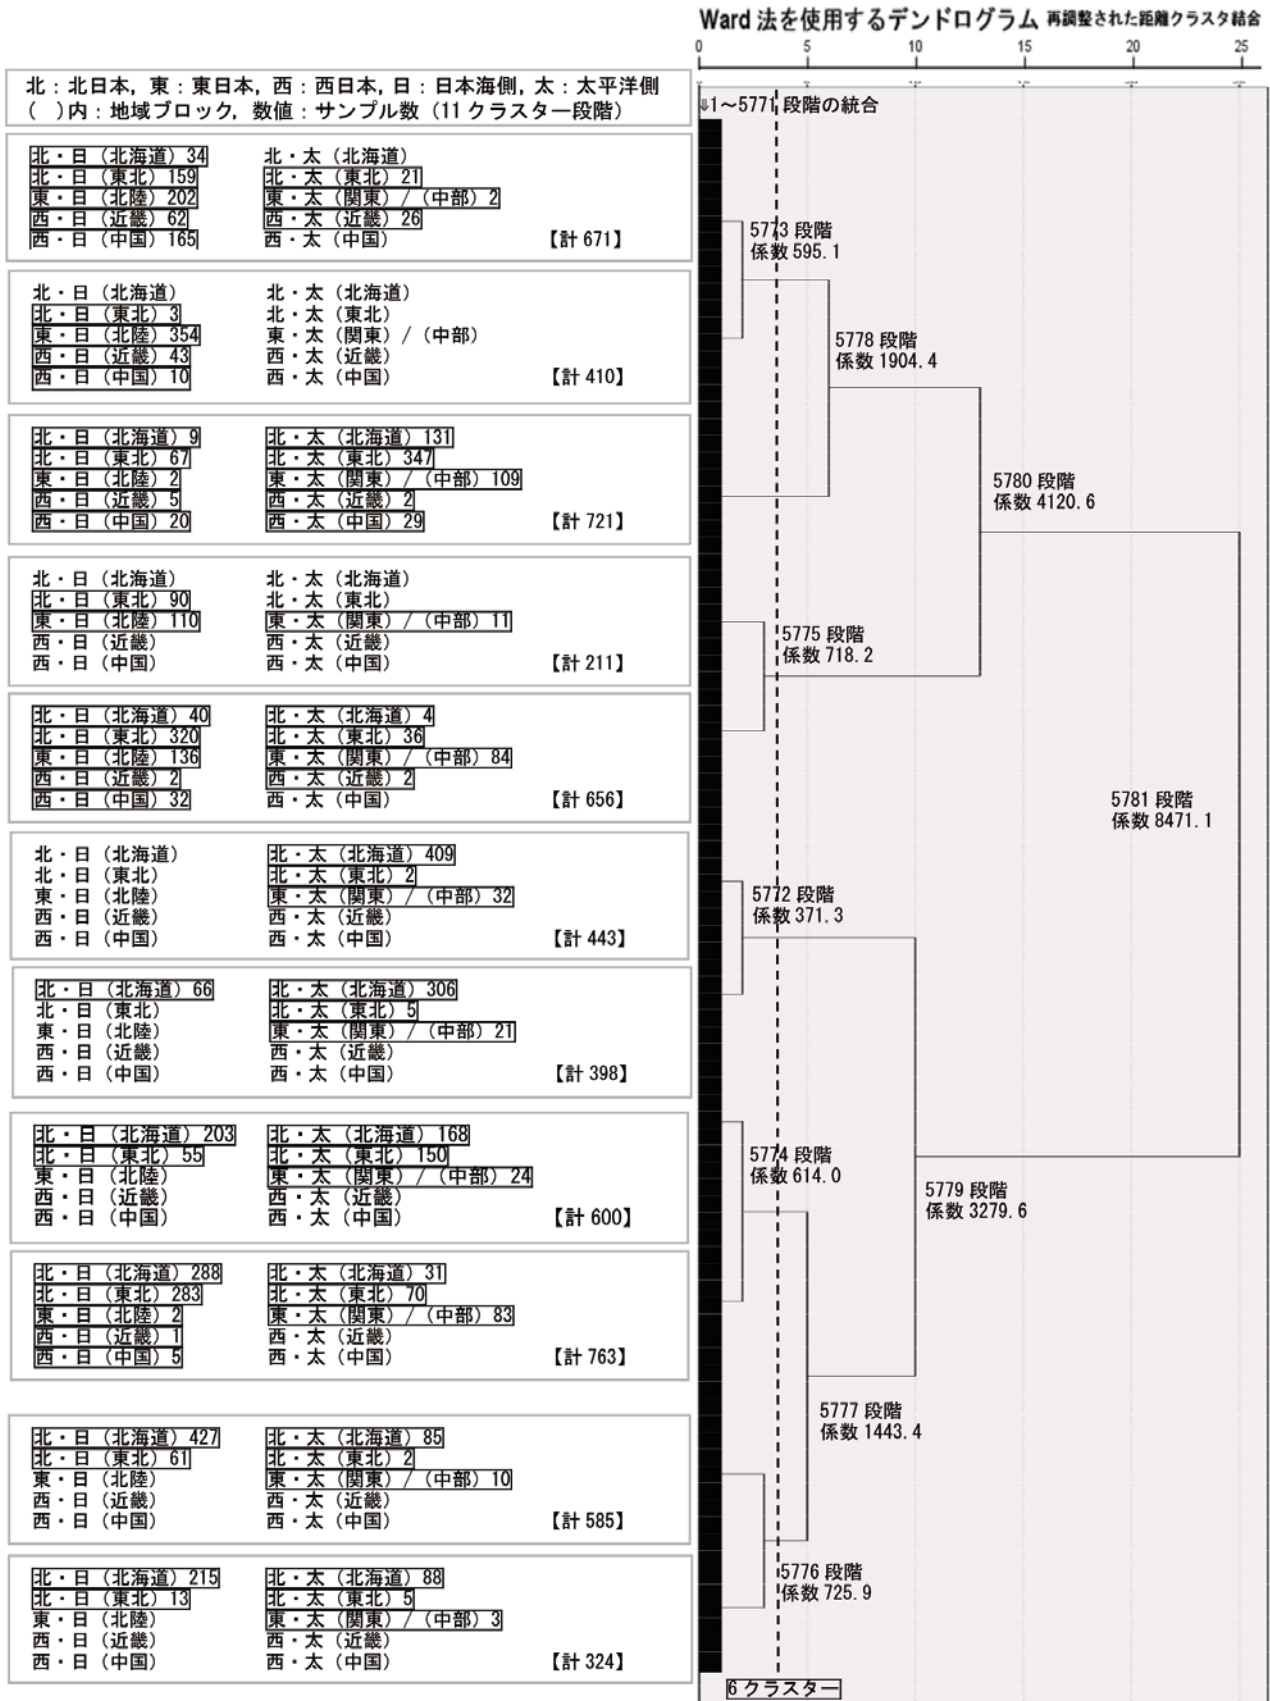 Ward 法を使用するデンドログラム 再調整された距離クラスタ結合
0 5 10 15 20 25
北：北日本, 東：東日本, 西：西日本, 日：日本海側, 太：太平洋側
(　)内：地域ブロック, 数値：サンプル数（11 クラスター段階）
⇓1～5771 段階の統合
北・日（北海道）34 北・太（北海道）
北・日（東北）159 北・太（東北）21
東・日（北陸）202 東・太（関東）/（中部）2
西・日（近畿）62 西・太（近畿）26
西・日（中国）165 西・太（中国） 【計 671】
5773 段階
係数 595.1
北・日（北海道） 北・太（北海道）
北・日（東北）3 北・太（東北）
東・日（北陸）354 東・太（関東）/（中部）
西・日（近畿）43 西・太（近畿）
西・日（中国）10 西・太（中国） 【計 410】
5778 段階
係数 1904.4
北・日（北海道）9 北・太（北海道）131
北・日（東北）67 北・太（東北）347
東・日（北陸）2 東・太（関東）/（中部）109
西・日（近畿）5 西・太（近畿）2
西・日（中国）20 西・太（中国）29 【計 721】
5780 段階
係数 4120.6
北・日（北海道） 北・太（北海道）
北・日（東北）90 北・太（東北）
東・日（北陸）110 東・太（関東）/（中部）11
西・日（近畿） 西・太（近畿）
西・日（中国） 西・太（中国） 【計 211】
5775 段階
係数 718.2
北・日（北海道）40 北・太（北海道）4
北・日（東北）320 北・太（東北）36
東・日（北陸）136 東・太（関東）/（中部）84
西・日（近畿）2 西・太（近畿）2
西・日（中国）32 西・太（中国） 【計 656】
5781 段階
係数 8471.1
北・日（北海道） 北・太（北海道）409
北・日（東北） 北・太（東北）2
東・日（北陸） 東・太（関東）/（中部）32
西・日（近畿） 西・太（近畿）
西・日（中国） 西・太（中国） 【計 443】
5772 段階
係数 371.3
北・日（北海道）66 北・太（北海道）306
北・日（東北） 北・太（東北）5
東・日（北陸） 東・太（関東）/（中部）21
西・日（近畿） 西・太（近畿）
西・日（中国） 西・太（中国） 【計 398】
北・日（北海道）203 北・太（北海道）168
北・日（東北）55 北・太（東北）150
東・日（北陸） 東・太（関東）/（中部）24
西・日（近畿） 西・太（近畿）
西・日（中国） 西・太（中国） 【計 600】
5774 段階
係数 614.0
5779 段階
係数 3279.6
北・日（北海道）288 北・太（北海道）31
北・日（東北）283 北・太（東北）70
東・日（北陸）2 東・太（関東）/（中部）83
西・日（近畿）1 西・太（近畿）
西・日（中国）5 西・太（中国） 【計 763】
5777 段階
係数 1443.4
北・日（北海道）427 北・太（北海道）85
北・日（東北）61 北・太（東北）2
東・日（北陸） 東・太（関東）/（中部）10
西・日（近畿） 西・太（近畿）
西・日（中国） 西・太（中国） 【計 585】
北・日（北海道）215 北・太（北海道）88
北・日（東北）13 北・太（東北）5
東・日（北陸） 東・太（関東）/（中部）3
西・日（近畿） 西・太（近畿）
西・日（中国） 西・太（中国） 【計 324】
5776 段階
係数 725.9
6 クラスター